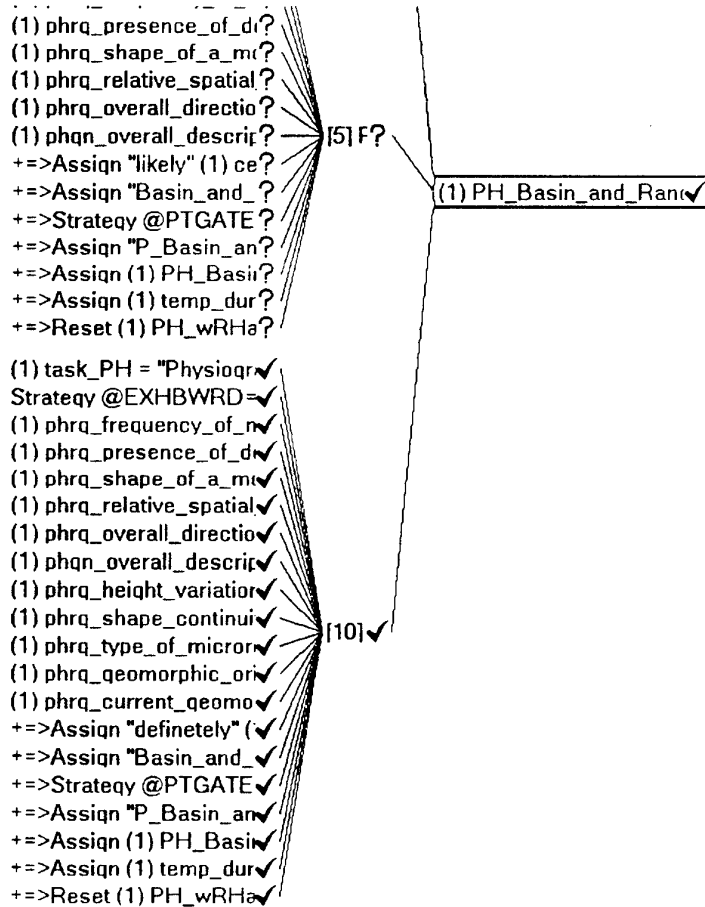 (1) phrq_presence_of_d ?
(1) phrq_shape_of_a_m ?
(1) phrq_relative_spatial ?
(1) phrq_overall_directio ?
(1) phqn_overall_descrip ?
+=>Assign "likely" (1) ce ?
+=>Assign "Basin_and_ ?
+=>Strategy @PTGATE ?
+=>Assign "P_Basin_an ?
+=>Assign (1) PH_Basi ?
+=>Assign (1) temp_dur ?
+=>Reset (1) PH_wRHa ?
[5] F ?
(1) PH_Basin_and_Ran ✓
(1) task_PH = "Physiogr ✓
Strategy @EXHBWRD = ✓
(1) phrq_frequency_of_ ✓
(1) phrq_presence_of_d ✓
(1) phrq_shape_of_a_m ✓
(1) phrq_relative_spatial ✓
(1) phrq_overall_directio ✓
(1) phqn_overall_descrip ✓
(1) phrq_height_variation ✓
(1) phrq_shape_continui ✓
(1) phrq_type_of_micror ✓
(1) phrq_geomorphic_ori ✓
(1) phrq_current_geomo ✓
+=>Assign "definetely" ( ✓
+=>Assign "Basin_and_ ✓
+=>Strategy @PTGATE ✓
+=>Assign "P_Basin_an ✓
+=>Assign (1) PH_Basi ✓
+=>Assign (1) temp_dur ✓
+=>Reset (1) PH_wRHa ✓
[10] ✓